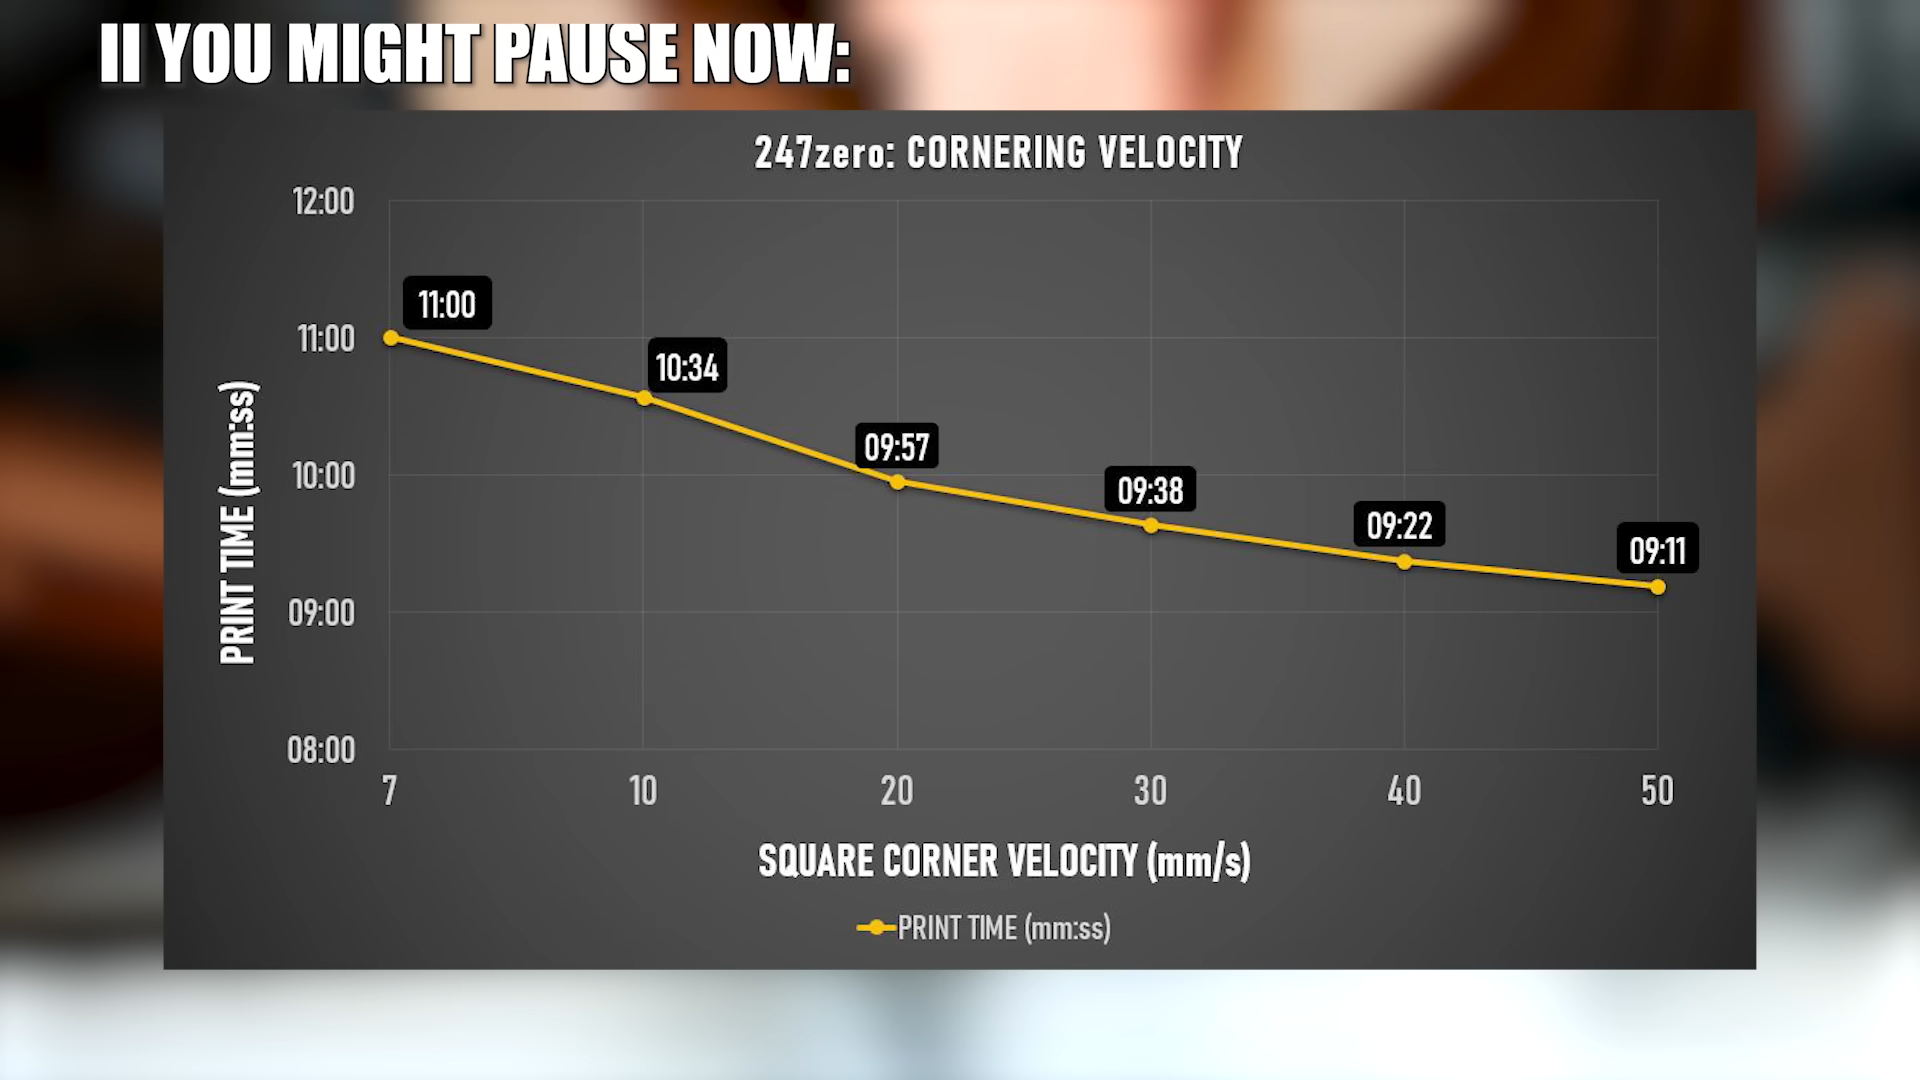 II YOU MIGHT PAUSE NOW:
247zero: CORNERING VELOCITY
12:00
11:00
10:00
09:00
08:00
PRINT TIME (mm:ss)
11:00
10:34
09:57
09:38
09:22
09:11
7 10 20 30 40 50
SQUARE CORNER VELOCITY (mm/s)
PRINT TIME (mm:ss)